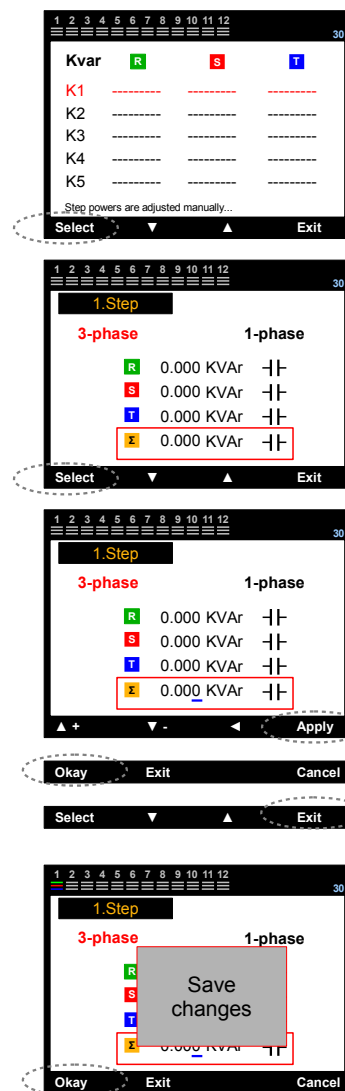 1 2 3 4 5 6 7 8 9 10 11 12
30
Kvar R S T
K1 --------- --------- ---------
K2 --------- --------- ---------
K3 --------- --------- ---------
K4 --------- --------- ---------
K5 --------- --------- ---------
Step powers are adjusted manually...
Select ▼ ▲ Exit
1 2 3 4 5 6 7 8 9 10 11 12
30
1.Step
3-phase 1-phase
R 0.000 KVAr
S 0.000 KVAr
T 0.000 KVAr
Σ 0.000 KVAr
Select ▼ ▲ Exit
1 2 3 4 5 6 7 8 9 10 11 12
30
1.Step
3-phase 1-phase
R 0.000 KVAr
S 0.000 KVAr
T 0.000 KVAr
Σ 0.000 KVAr
▲ + ▼ - ◄ Apply
Okay Exit Cancel
Select ▼ ▲ Exit
1 2 3 4 5 6 7 8 9 10 11 12
30
1.Step
3-phase 1-phase
R
S
T
Save
changes
Σ 0.000 KVAr
Okay Exit Cancel